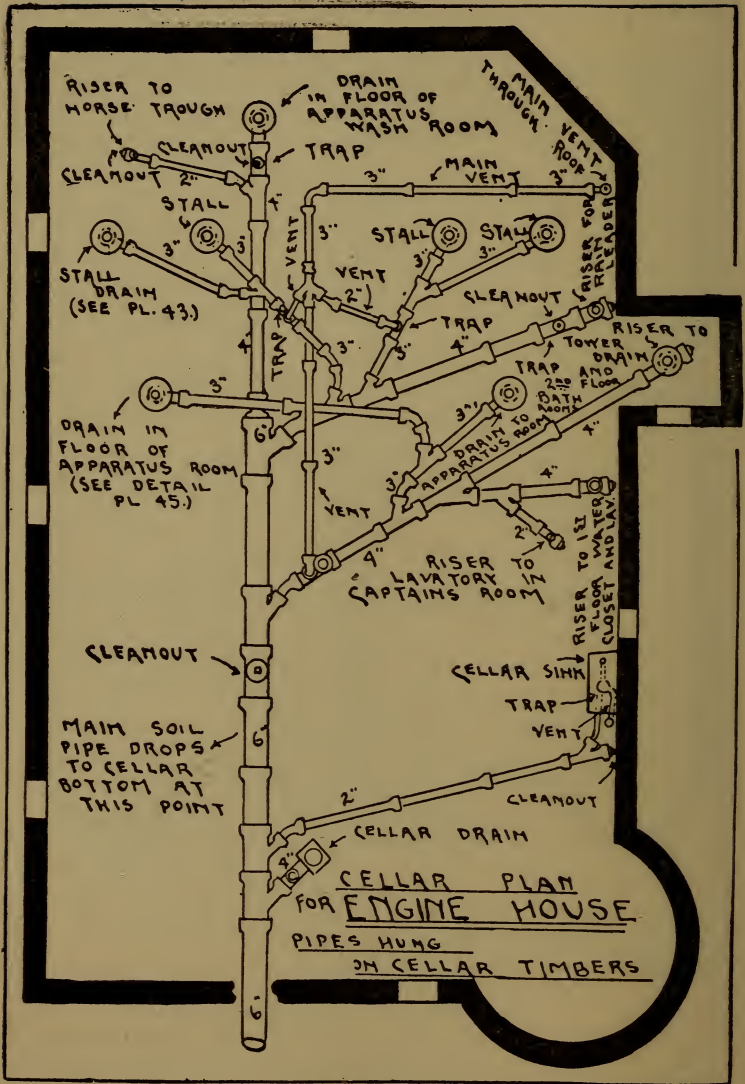 RISER TO
HORSE TROUGH
CLEANOUT
CLEANOUT
2"
DRAIN
IN FLOOR OF
APPARATUS
WASH ROOM
TRAP
4"
MAIN VENT
THROUGH ROOF
3"
MAIN
VENT
3"
3"
STALL
3"
STALL
DRAIN
(SEE PL. 43.)
3"
VENT
TRAP
VENT
2"
3"
STALL
3"
STALL
3"
TRAP
3"
CLEANOUT
RISER FOR
RAIN
LEADER
4"
TRAP
RISER TO
TOWER
DRAIN
AND
2ND FLOOR
BATH
ROOMS
4"
4"
6"
3"
DRAIN IN
FLOOR OF
APPARATUS ROOM
(SEE DETAIL
PL 45.)
3"
VENT
3"
3"
DRAIN TO
APPARATUS ROOM
4"
4"
2"
RISER TO
LAVATORY IN
CAPTAINS ROOM
RISER TO 1ST
FLOOR WATER
CLOSET AND LAV.
CLEANOUT
CELLAR SINK
TRAP
VENT
CLEANOUT
MAIN SOIL
PIPE DROPS
TO CELLAR
BOTTOM AT
THIS POINT
6"
2"
CELLAR DRAIN
4"
CELLAR PLAN
FOR ENGINE HOUSE
PIPES HUNG
ON CELLAR TIMBERS
6"